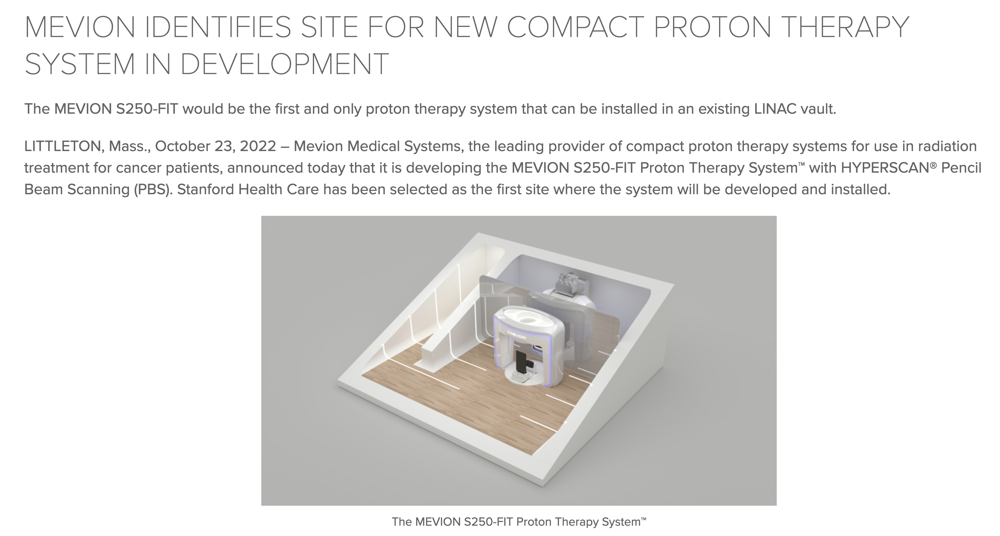 MEVION IDENTIFIES SITE FOR NEW COMPACT PROTON THERAPY
SYSTEM IN DEVELOPMENT
The MEVION S250-FIT would be the first and only proton therapy system that can be installed in an existing LINAC vault.
LITTLETON, Mass., October 23, 2022 – Mevion Medical Systems, the leading provider of compact proton therapy systems for use in radiation
treatment for cancer patients, announced today that it is developing the MEVION S250-FIT Proton Therapy System™ with HYPERSCAN® Pencil
Beam Scanning (PBS). Stanford Health Care has been selected as the first site where the system will be developed and installed.
MEVION
The MEVION S250-FIT Proton Therapy System™